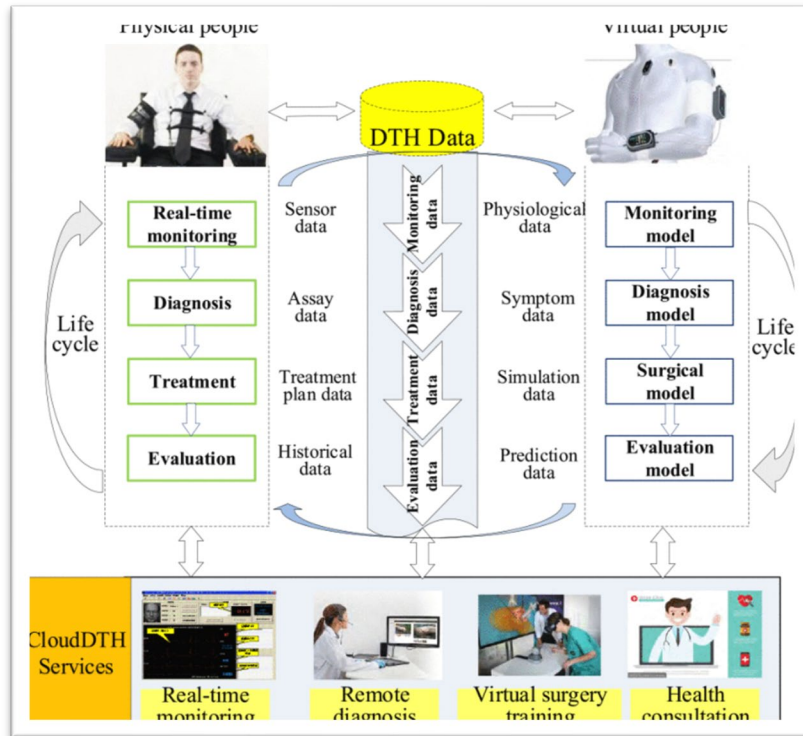 Physical people
Virtual people
DTH Data
Real-time
monitoring
Diagnosis
Treatment
Evaluation
Life
cycle
Sensor
data
Assay
data
Treatment
plan data
Historical
data
Monitoring
data
Diagnosis
data
Treatment
data
Evaluation
data
Physiological
data
Symptom
data
Simulation
data
Prediction
data
Monitoring
model
Diagnosis
model
Surgical
model
Evaluation
model
Life
cycle
CloudDTH
Services
Real-time
monitoring
Remote
diagnosis
Virtual surgery
training
Health
consultation